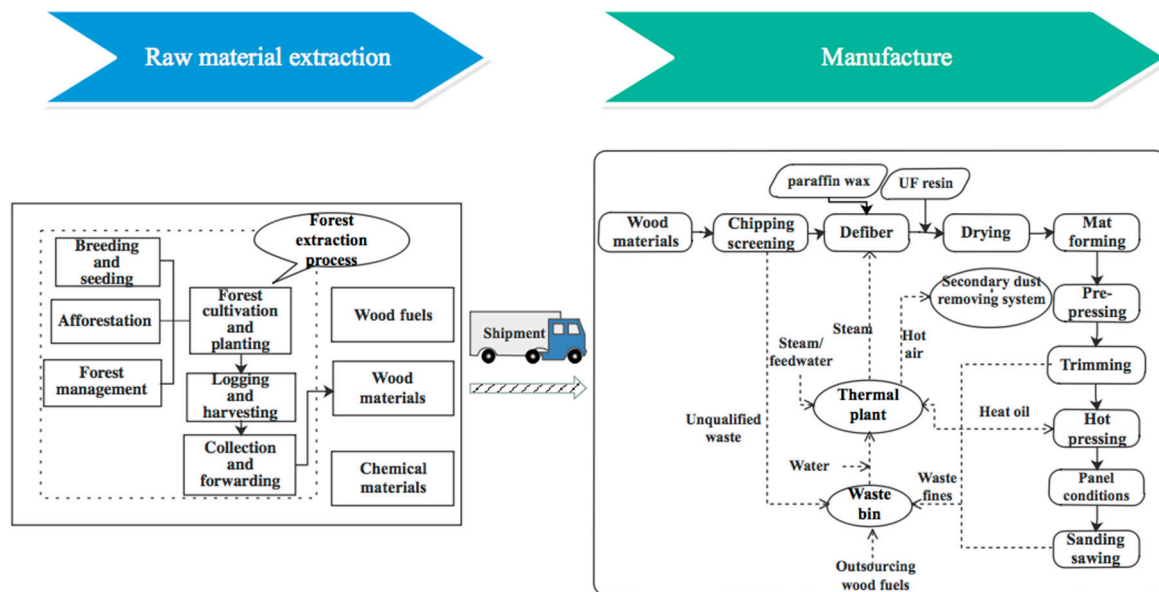 Raw material extraction
Manufacture
Forest
extraction
process
Breeding and
seeding
Afforestation
Forest
management
Forest
cultivation
and
planting
Logging
and
harvesting
Collection
and
forwarding
Wood fuels
Wood
materials
Chemical
materials
Shipment
paraffin wax
UF resin
Wood
materials
Chipping
screening
Defiber
Drying
Mat
forming
Secondary dust
removing system
Pre-
pressing
Steam
Hot
air
Steam/
feedwater
Trimming
Thermal
plant
Unqualified
waste
Heat oil
Hot
pressing
Water
Waste
fines
Panel
conditions
Waste
bin
Sanding
sawing
Outsourcing
wood fuels